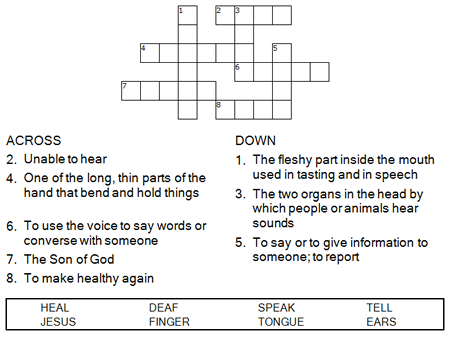 1 2 3
4 5
6
7
8
ACROSS
2. Unable to hear
4. One of the long, thin parts of the
hand that bend and hold things
6. To use the voice to say words or
converse with someone
7. The Son of God
8. To make healthy again
DOWN
1. The fleshy part inside the mouth
used in tasting and in speech
3. The two organs in the head by
which people or animals hear
sounds
5. To say or to give information to
someone; to report
HEAL DEAF SPEAK TELL
JESUS FINGER TONGUE EARS